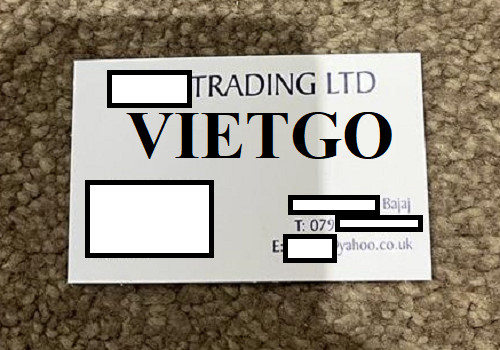 TRADING LTD
VIETGO
Bajaj
T: 079
E: @yahoo.co.uk